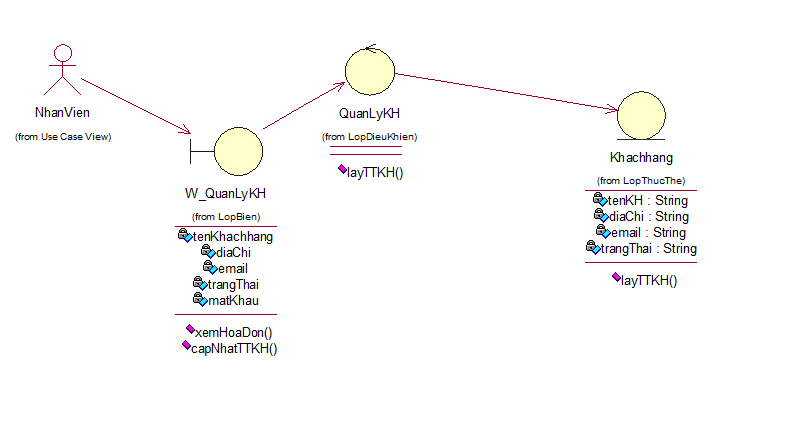 NhanVien
(from Use Case View)
W_QuanLyKH
(from LopBien)
tenKhachhang
diaChi
email
trangThai
matKhau
xemHoaDon()
capNhatTTKH()
QuanLyKH
(from LopDieuKhien)
layTTKH()
Khachhang
(from LopThucThe)
tenKH : String
diaChi : String
email : String
trangThai : String
layTTKH()